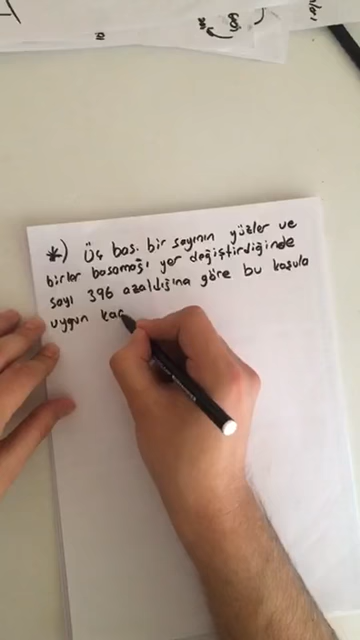 *) Üç bas. bir sayının yüzler ve
birler basamağı yer değiştirdiğinde
sayı 396 azaldığına göre bu koşula
uygun kaç